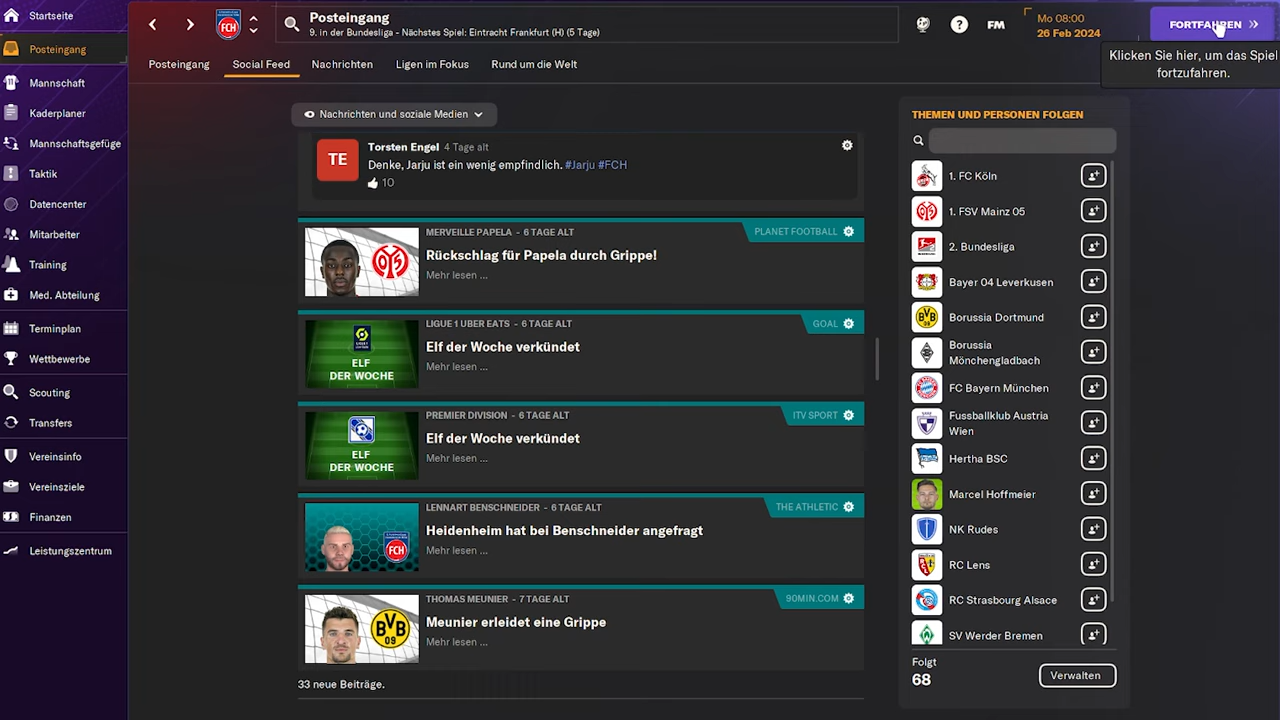 Startseite
Posteingang
Mannschaft
Kaderplaner
Mannschaftsgefüge
Taktik
Datencenter
Mitarbeiter
Training
Med. Abteilung
Terminplan
Wettbewerbe
Scouting
Transfers
Vereinsinfo
Vereinsziele
Finanzen
Leistungszentrum
FCH
Posteingang
9. in der Bundesliga - Nächstes Spiel: Eintracht Frankfurt (H) (5 Tage)
?
FM
Mo 08:00
26 Feb 2024
FORTFAHREN
Klicken Sie hier, um das Spiel
fortzufahren.
Posteingang
Social Feed
Nachrichten
Ligen im Fokus
Rund um die Welt
Nachrichten und soziale Medien
TE
Torsten Engel 4 Tage alt
Denke, Jarju ist ein wenig empfindlich. #Jarju #FCH
10
MERVEILLE PAPELA - 6 TAGE ALT
PLANET FOOTBALL
Rückschlag für Papela durch Grippe!
Mehr lesen ...
LIGUE 1 UBER EATS - 6 TAGE ALT
GOAL
Elf der Woche verkündet
Mehr lesen ...
ELF
DER WOCHE
PREMIER DIVISION - 6 TAGE ALT
ITV SPORT
Elf der Woche verkündet
Mehr lesen ...
ELF
DER WOCHE
LENNART BENSCHNEIDER - 6 TAGE ALT
THE ATHLETIC
Heidenheim hat bei Benschneider angefragt
Mehr lesen ...
FCH
THOMAS MEUNIER - 7 TAGE ALT
90MIN.COM
Meunier erleidet eine Grippe
Mehr lesen ...
BVB
09
33 neue Beiträge.
THEMEN UND PERSONEN FOLGEN
1. FC Köln
1. FSV Mainz 05
2. Bundesliga
Bayer 04 Leverkusen
Borussia Dortmund
Borussia
Mönchengladbach
FC Bayern München
Fussballklub Austria
Wien
Hertha BSC
Marcel Hoffmeier
NK Rudes
RC Lens
RC Strasbourg Alsace
SV Werder Bremen
Folgt
68
Verwalten